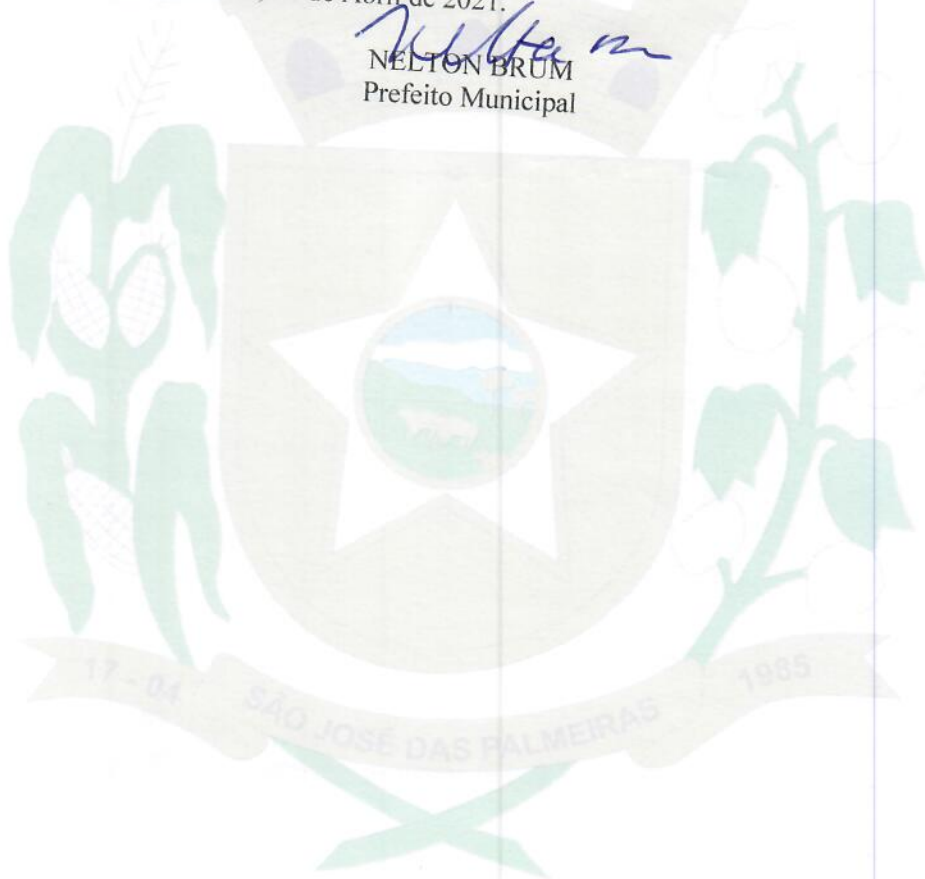 de Abril de 2021.
NELTON BRUM
Prefeito Municipal
17 - 04 SÃO JOSÉ DAS PALMEIRAS 1985